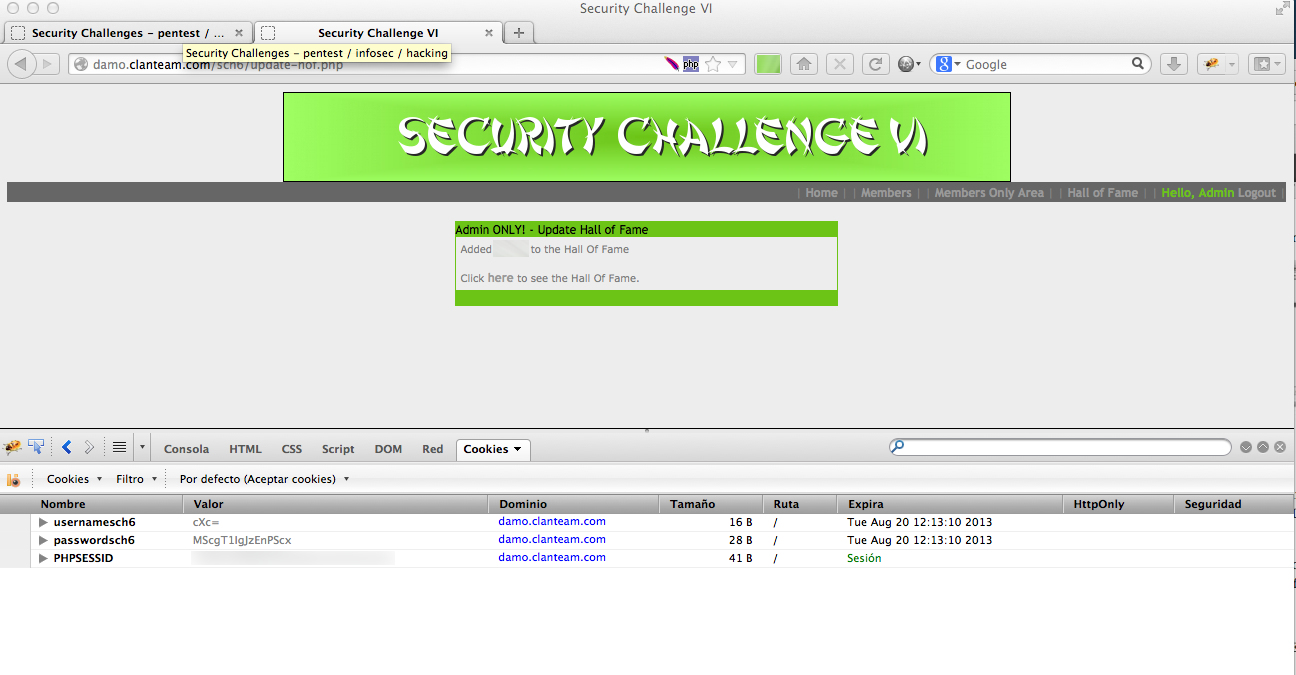 Security Challenge VI
Security Challenges - pentest / ... Security Challenge VI
Security Challenges - pentest / infosec / hacking
damo.clanteam.com/sch6/update-hof.php php Google
SECURITY CHALLENGE VI
| Home | | Members | | Members Only Area | | Hall of Fame | | Hello, Admin Logout |
Admin ONLY! - Update Hall of Fame
Added to the Hall Of Fame
Click here to see the Hall Of Fame.
Consola HTML CSS Script DOM Red Cookies
Cookies Filtro Por defecto (Aceptar cookies)
Nombre Valor Dominio Tamaño Ruta Expira HttpOnly Seguridad
usernamesch6 cXc= damo.clanteam.com 16 B / Tue Aug 20 12:13:10 2013
passwordsch6 MScgT1IgJzEnPScx damo.clanteam.com 28 B / Tue Aug 20 12:13:10 2013
PHPSESSID damo.clanteam.com 41 B / Sesión